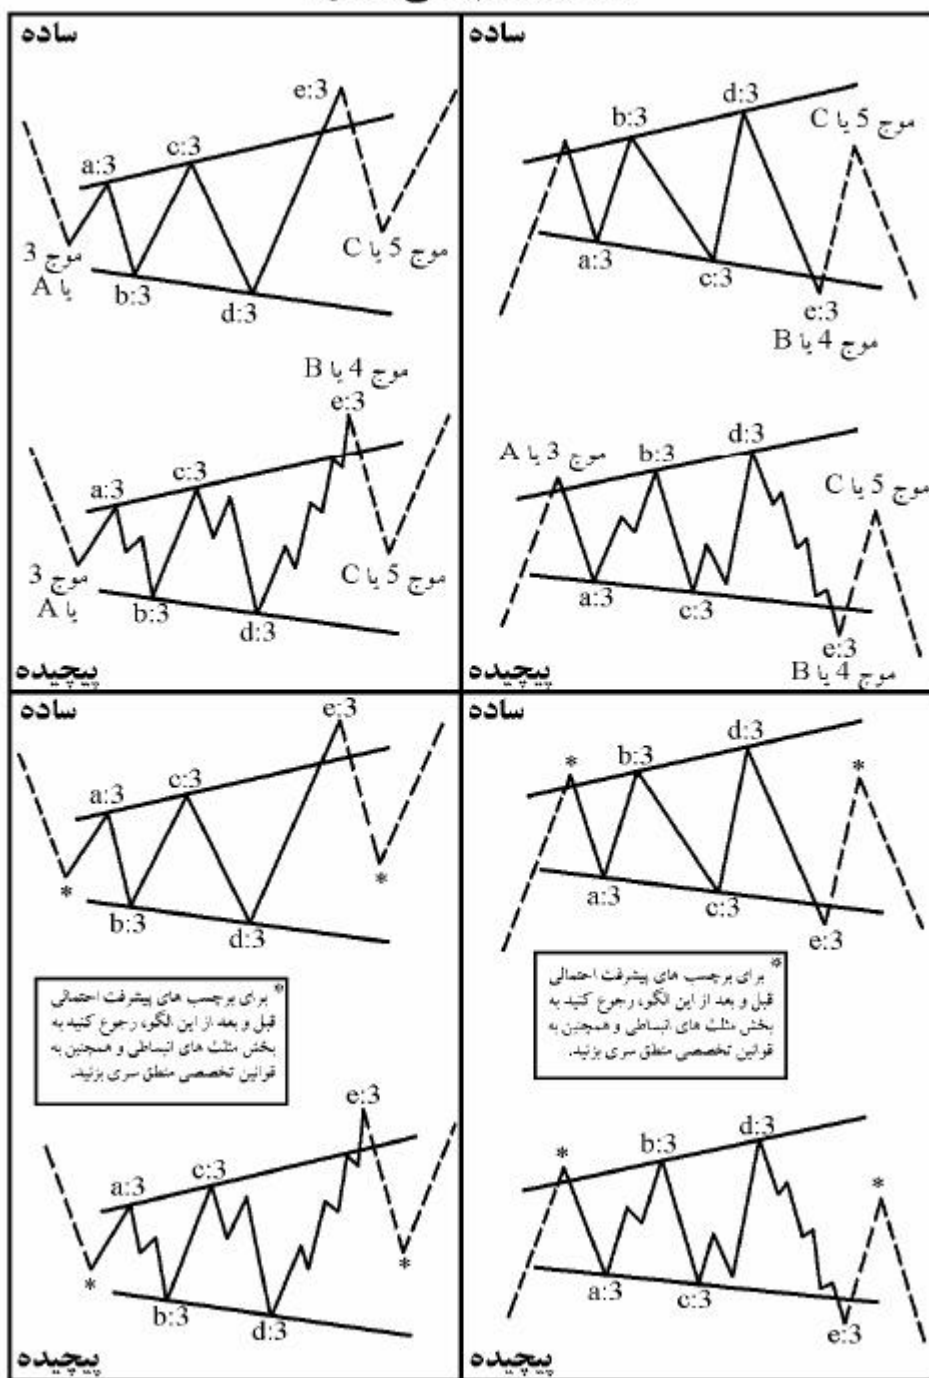 ساده
e:3
c:3
a:3
موج 3
یا A
b:3
d:3
موج 5 یا C
موج 4 یا B
e:3
c:3
a:3
موج 3
یا A
b:3
d:3
موج 5 یا C
پیچیده
ساده
d:3
b:3
موج 5 یا C
a:3
c:3
e:3
موج 4 یا B
d:3
b:3
موج 3 یا A
موج 5 یا C
a:3
c:3
e:3
موج 4 یا B
پیچیده
ساده
e:3
c:3
a:3
*
*
b:3
d:3
* برای برچسب های پیشرفت احتمالی
قبل و بعد از این الگو، رجوع کنید به
بخش مثلث های انبساطی و همچنین به
قوانین تخصصی منطق سری بزنید.
e:3
c:3
a:3
*
*
b:3
d:3
پیچیده
ساده
d:3
b:3
*
*
a:3
c:3
e:3
* برای برچسب های پیشرفت احتمالی
قبل و بعد از این الگو، رجوع کنید به
بخش مثلث های انبساطی و همچنین به
قوانین تخصصی منطق سری بزنید.
d:3
b:3
*
*
a:3
c:3
e:3
پیچیده